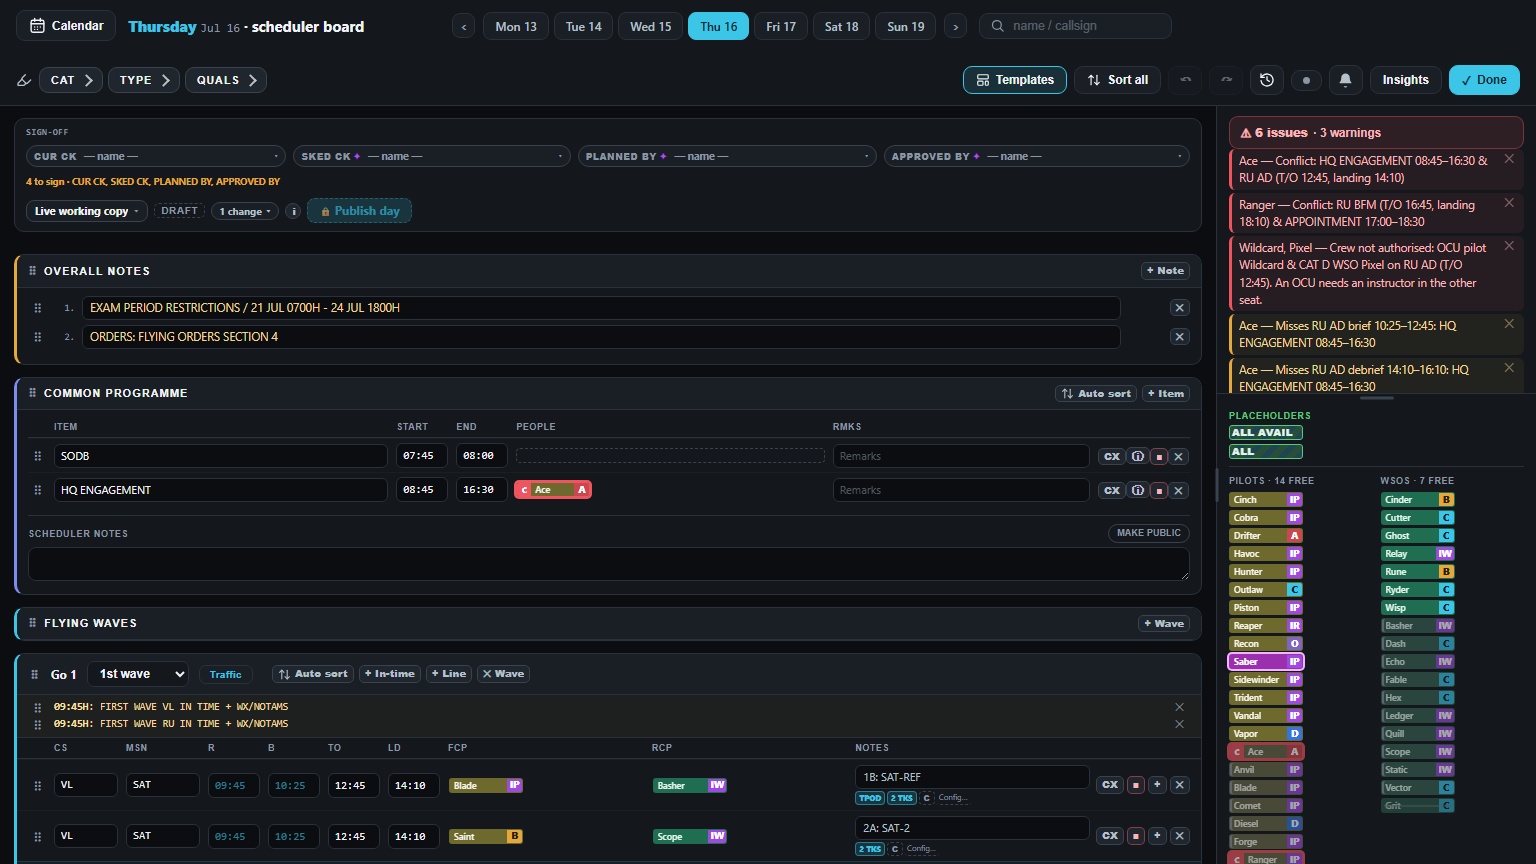 Calendar
Thursday Jul 16 · scheduler board
‹ Mon 13 Tue 14 Wed 15 Thu 16 Fri 17 Sat 18 Sun 19 ›
name / callsign
CAT TYPE QUALS
Templates Sort all Insights ✓ Done
SIGN-OFF
CUR CK — name —
SKED CK ✦ — name —
PLANNED BY ✦ — name —
APPROVED BY ✦ — name —
4 to sign · CUR CK, SKED CK, PLANNED BY, APPROVED BY
Live working copy DRAFT 1 change i Publish day
OVERALL NOTES + Note
1. EXAM PERIOD RESTRICTIONS / 21 JUL 0700H - 24 JUL 1800H
2. ORDERS: FLYING ORDERS SECTION 4
COMMON PROGRAMME Auto sort + Item
ITEM START END PEOPLE RMKS
SODB 07:45 08:00 Remarks CX
HQ ENGAGEMENT 08:45 16:30 c Ace A Remarks CX
SCHEDULER NOTES MAKE PUBLIC
FLYING WAVES + Wave
Go 1 1st wave Traffic Auto sort + In-time + Line X Wave
09:45H: FIRST WAVE VL IN TIME + WX/NOTAMS
09:45H: FIRST WAVE RU IN TIME + WX/NOTAMS
CS MSN R B TO LD FCP RCP NOTES
VL SAT 09:45 10:25 12:45 14:10 Blade IP Basher IW 1B: SAT-REF CX
TPOD 2 TKS C Config...
VL SAT 09:45 10:25 12:45 14:10 Saint B Scope IW 2A: SAT-2 CX
2 TKS C Config...
⚠ 6 issues · 3 warnings
Ace — Conflict: HQ ENGAGEMENT 08:45–16:30 &
RU AD (T/O 12:45, landing 14:10)
Ranger — Conflict: RU BFM (T/O 16:45, landing
18:10) & APPOINTMENT 17:00–18:30
Wildcard, Pixel — Crew not authorised: OCU pilot
Wildcard & CAT D WSO Pixel on RU AD (T/O
12:45). An OCU needs an instructor in the other
seat.
Ace — Misses RU AD brief 10:25–12:45: HQ
ENGAGEMENT 08:45–16:30
Ace — Misses RU AD debrief 14:10–16:10: HQ
ENGAGEMENT 08:45–16:30
PLACEHOLDERS
ALL AVAIL
ALL
PILOTS · 14 FREE
Cinch IP
Cobra IP
Drifter A
Havoc IP
Hunter IP
Outlaw C
Piston IP
Reaper IR
Recon O
Saber IP
Sidewinder IP
Trident IP
Vandal IP
Vapor D
c Ace A
Anvil IP
Blade IP
Comet IP
Diesel D
Forge IP
c Ranger IP
WSOS · 7 FREE
Cinder B
Cutter C
Ghost C
Relay IW
Rune B
Ryder C
Wisp C
Basher IW
Dash C
Echo IW
Fable C
Hex C
Ledger IW
Quill IW
Scope IW
Static IW
Vector C
Grit C